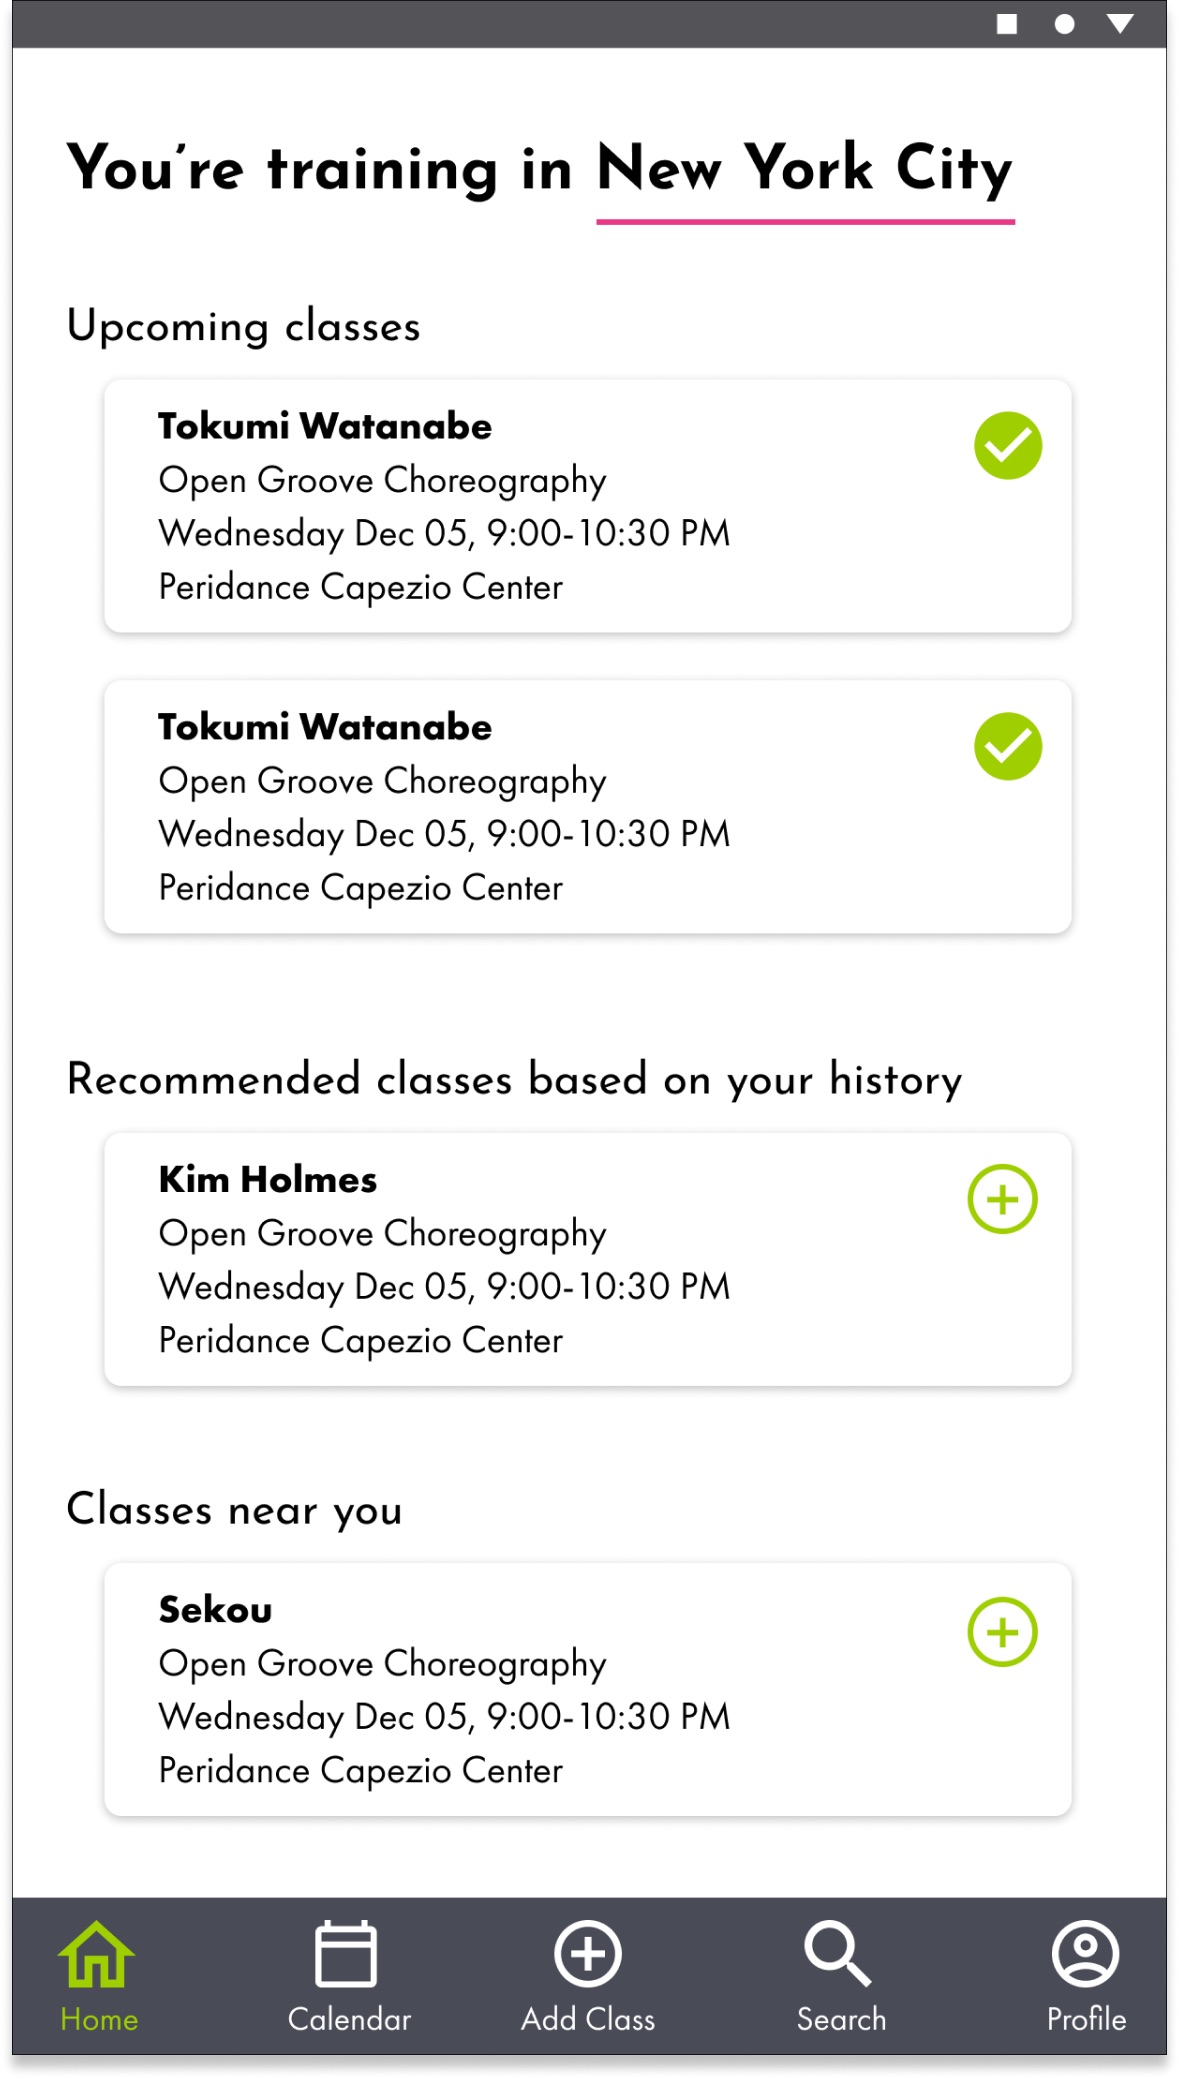 You’re training in New York City
Upcoming classes
Tokumi Watanabe
Open Groove Choreography
Wednesday Dec 05, 9:00-10:30 PM
Peridance Capezio Center
Tokumi Watanabe
Open Groove Choreography
Wednesday Dec 05, 9:00-10:30 PM
Peridance Capezio Center
Recommended classes based on your history
Kim Holmes
Open Groove Choreography
Wednesday Dec 05, 9:00-10:30 PM
Peridance Capezio Center
Classes near you
Sekou
Open Groove Choreography
Wednesday Dec 05, 9:00-10:30 PM
Peridance Capezio Center
Home Calendar Add Class Search Profile